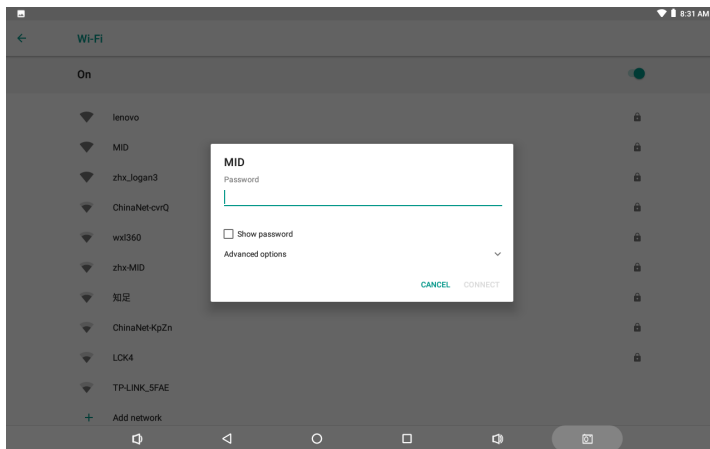 8:31 AM
Wi-Fi
On
lenovo
MID
zhx_logan3
ChinaNet-cvrQ
wxl360
zhx-MID
知足
ChinaNet-KpZn
LCK4
TP-LINK_5FAE
Add network
MID
Password
Show password
Advanced options
CANCEL CONNECT